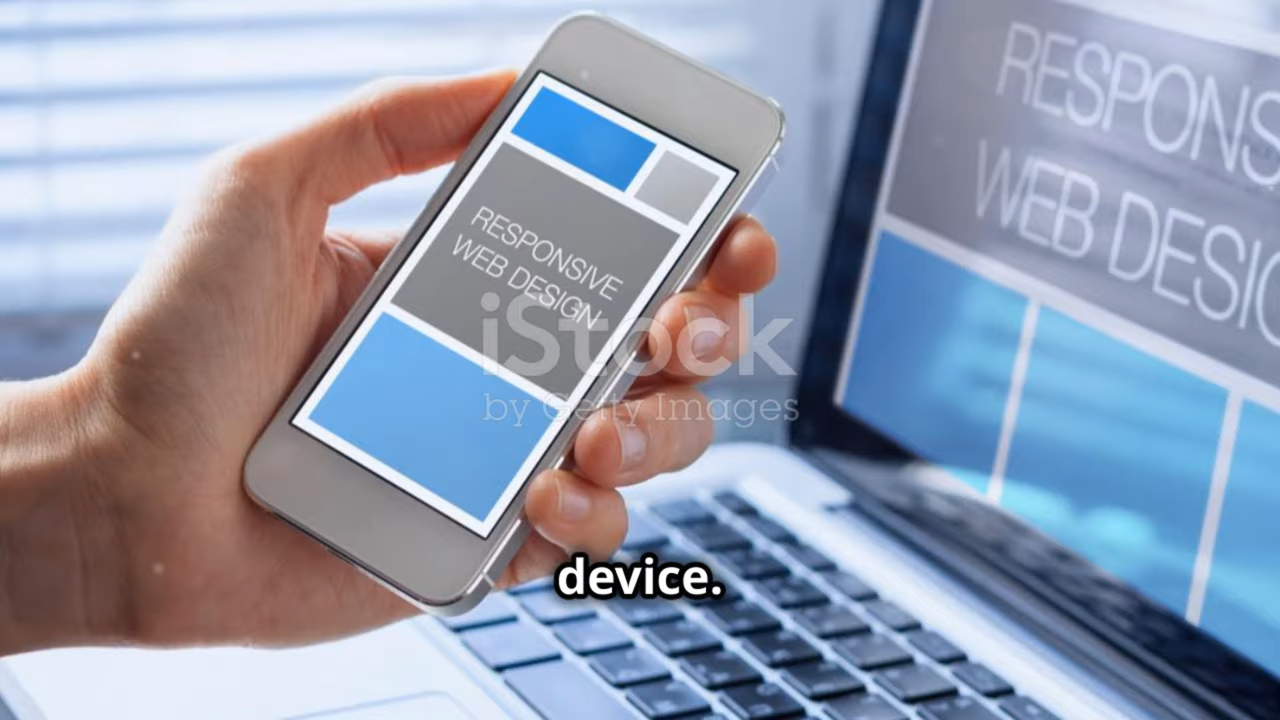 RESPONSIVE
WEB DESIGN
RESPONS
WEB DESIG
iStock
by Getty Images
device.